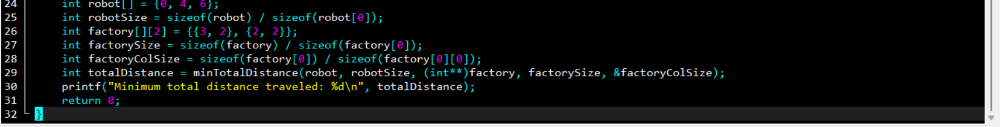 24 int robot[] = {0, 4, 6};
25 int robotSize = sizeof(robot) / sizeof(robot[0]);
26 int factory[][2] = {{3, 2}, {2, 2}};
27 int factorySize = sizeof(factory) / sizeof(factory[0]);
28 int factoryColSize = sizeof(factory[0]) / sizeof(factory[0][0]);
29 int totalDistance = minTotalDistance(robot, robotSize, (int**)factory, factorySize, &factoryColSize);
30 printf("Minimum total distance traveled: %d\n", totalDistance);
31 return 0;
32 }